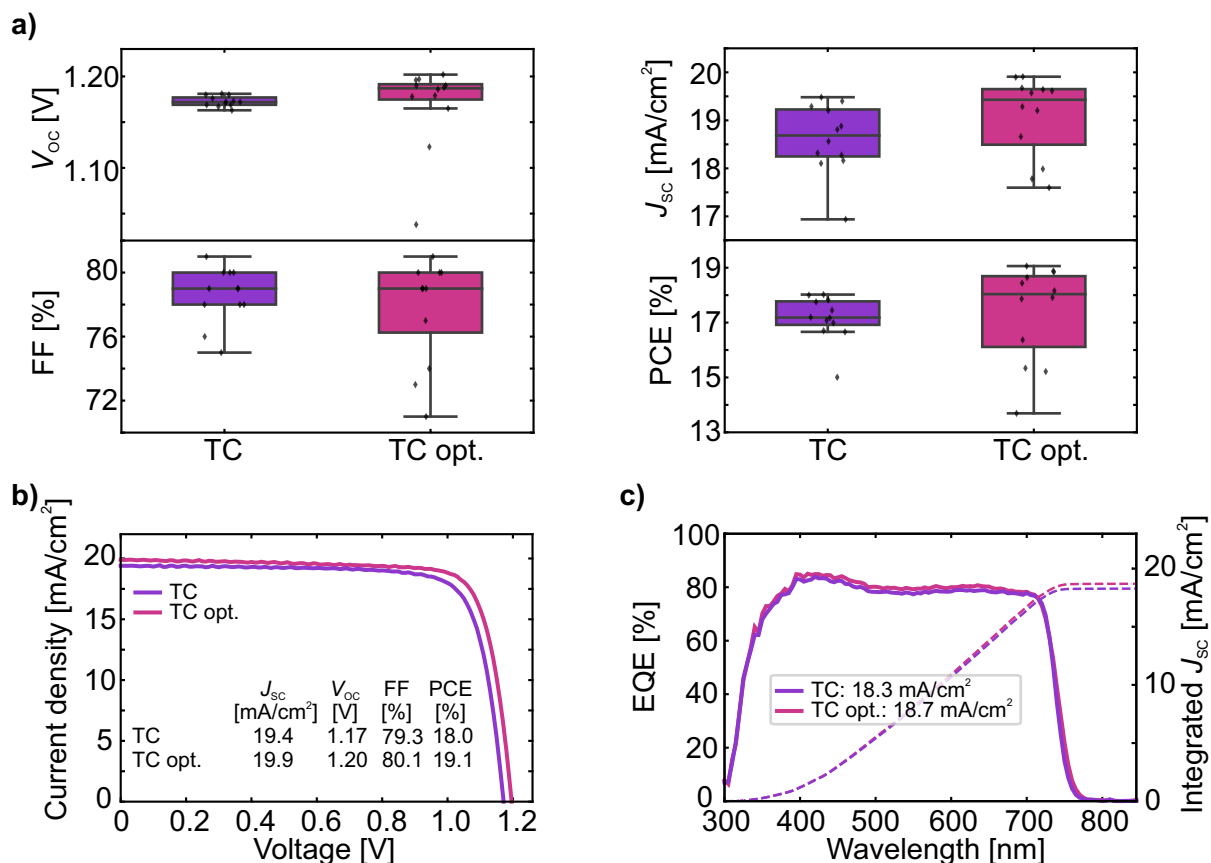 a)
1.20
1.10
V_OC [V]
80
76
72
FF [%]
TC
TC opt.
20
19
18
17
J_SC [mA/cm²]
19
17
15
13
PCE [%]
TC
TC opt.
b)
Current density [mA/cm²]
20
15
10
5.0
0
TC
TC opt.
J_SC V_OC FF PCE
[mA/cm²] [V] [%] [%]
TC 19.4 1.17 79.3 18.0
TC opt. 19.9 1.20 80.1 19.1
0 0.2 0.4 0.6 0.8 1.0 1.2
Voltage [V]
c)
EQE [%]
100
80
60
40
20
0
TC: 18.3 mA/cm²
TC opt.: 18.7 mA/cm²
20
10
0
Integrated J_SC [mA/cm²]
300 400 500 600 700 800
Wavelength [nm]